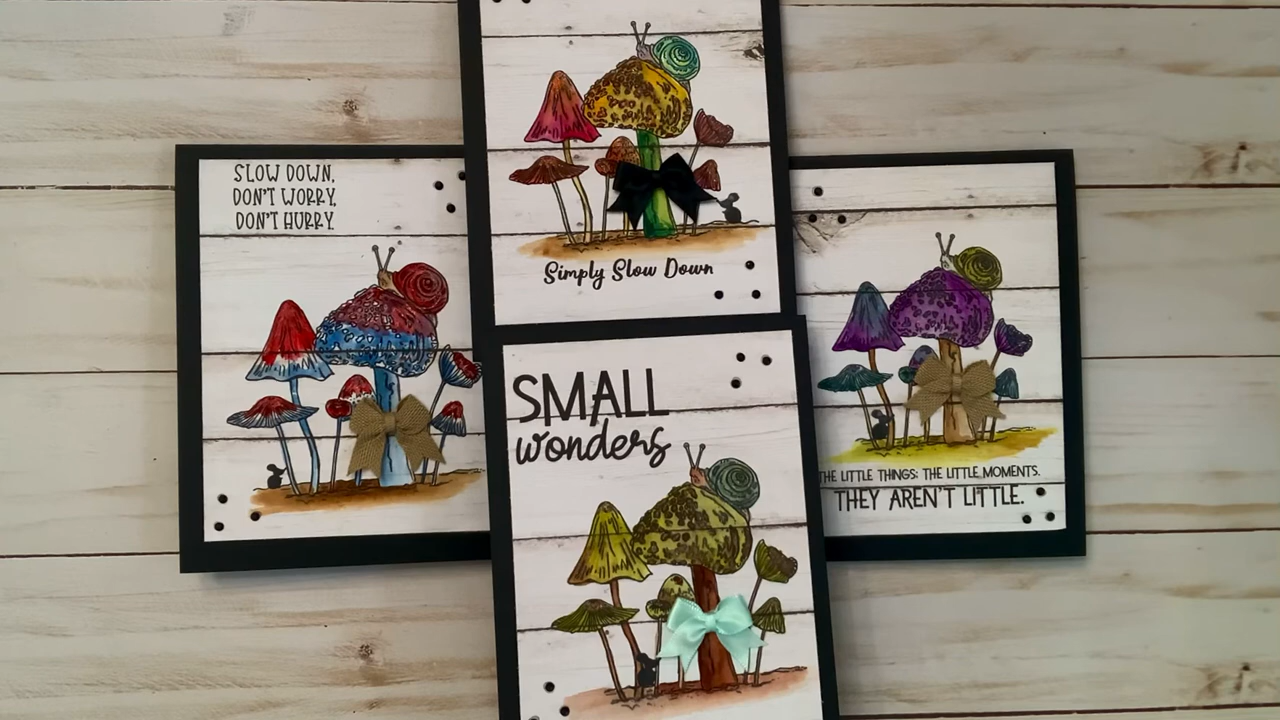 SLOW DOWN,
DON'T WORRY,
DON'T HURRY.
Simply Slow Down
SMALL
wonders
THE LITTLE THINGS: THE LITTLE MOMENTS.
THEY AREN'T LITTLE.